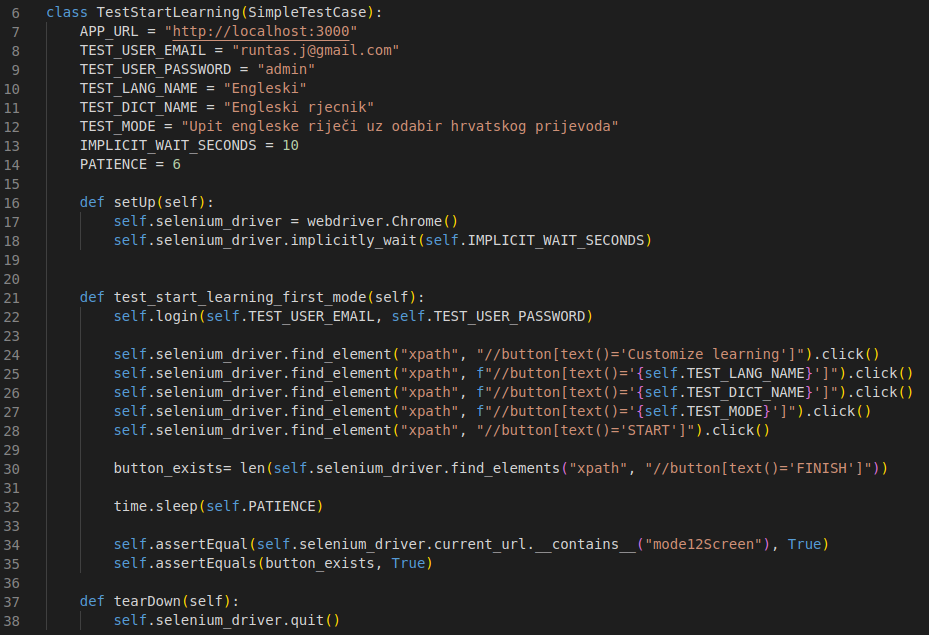 6 class TestStartLearning(SimpleTestCase):
7     APP_URL = "http://localhost:3000"
8     TEST_USER_EMAIL = "runtas.j@gmail.com"
9     TEST_USER_PASSWORD = "admin"
10     TEST_LANG_NAME = "Engleski"
11     TEST_DICT_NAME = "Engleski rjecnik"
12     TEST_MODE = "Upit engleske riječi uz odabir hrvatskog prijevoda"
13     IMPLICIT_WAIT_SECONDS = 10
14     PATIENCE = 6
15
16     def setUp(self):
17         self.selenium_driver = webdriver.Chrome()
18         self.selenium_driver.implicitly_wait(self.IMPLICIT_WAIT_SECONDS)
19
20
21     def test_start_learning_first_mode(self):
22         self.login(self.TEST_USER_EMAIL, self.TEST_USER_PASSWORD)
23
24         self.selenium_driver.find_element("xpath", "//button[text()='Customize learning']").click()
25         self.selenium_driver.find_element("xpath", f"//button[text()='{self.TEST_LANG_NAME}']").click()
26         self.selenium_driver.find_element("xpath", f"//button[text()='{self.TEST_DICT_NAME}']").click()
27         self.selenium_driver.find_element("xpath", f"//button[text()='{self.TEST_MODE}']").click()
28         self.selenium_driver.find_element("xpath", "//button[text()='START']").click()
29
30         button_exists= len(self.selenium_driver.find_elements("xpath", "//button[text()='FINISH']"))
31
32         time.sleep(self.PATIENCE)
33
34         self.assertEqual(self.selenium_driver.current_url.__contains__("mode12Screen"), True)
35         self.assertEquals(button_exists, True)
36
37     def tearDown(self):
38         self.selenium_driver.quit()